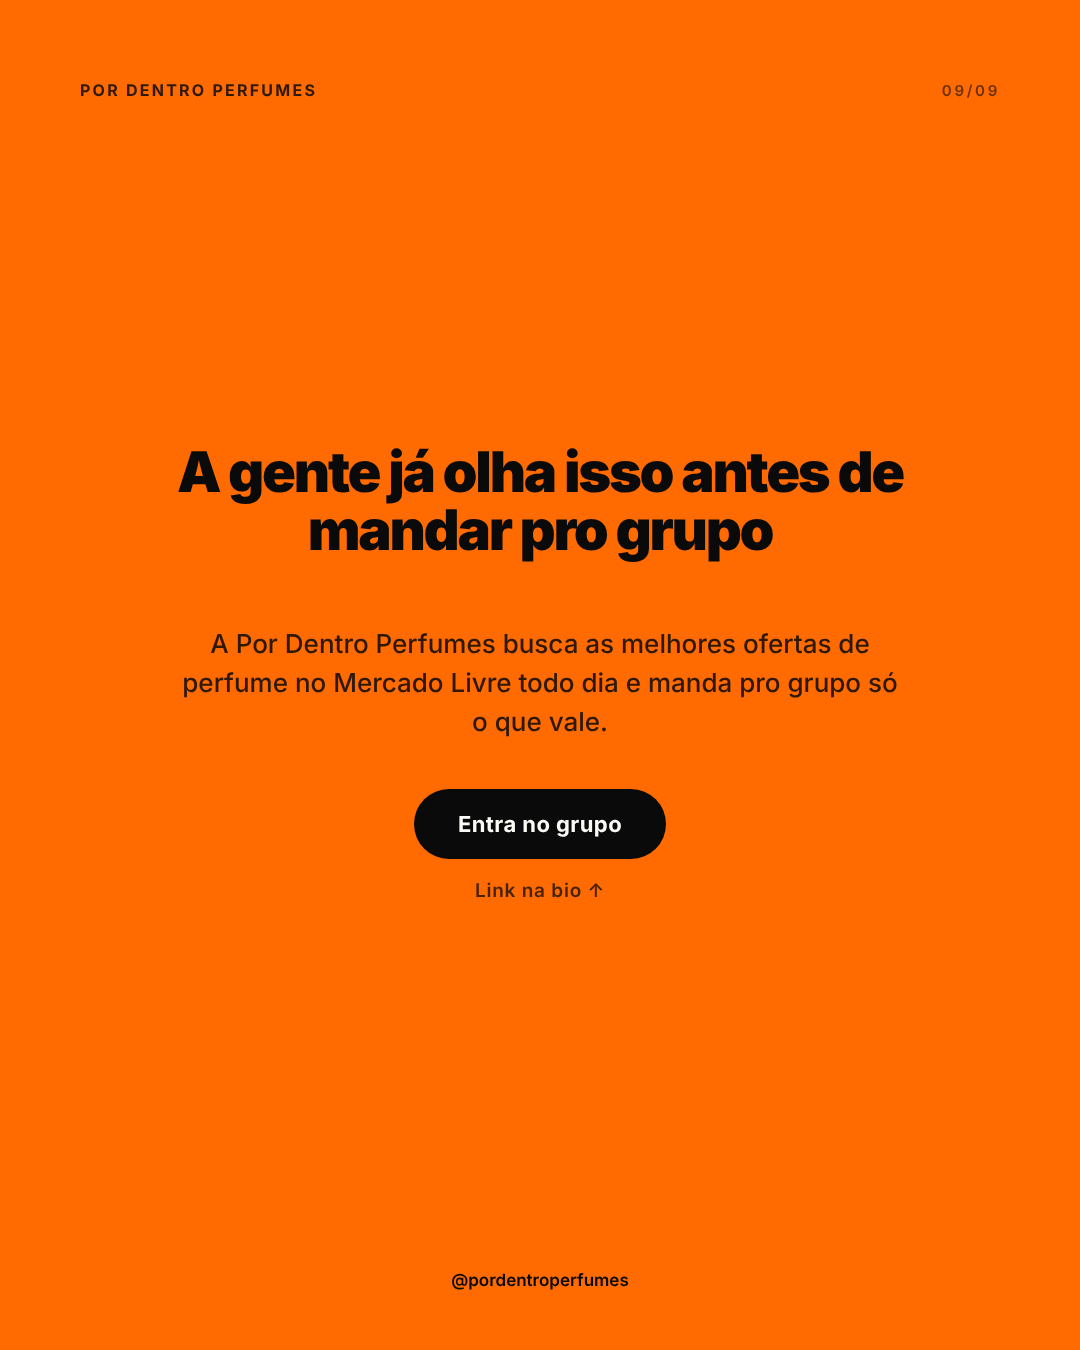 POR DENTRO PERFUMES
09/09
A gente já olha isso antes de
mandar pro grupo
A Por Dentro Perfumes busca as melhores ofertas de
perfume no Mercado Livre todo dia e manda pro grupo só
o que vale.
Entra no grupo
Link na bio ↑
@pordentroperfumes